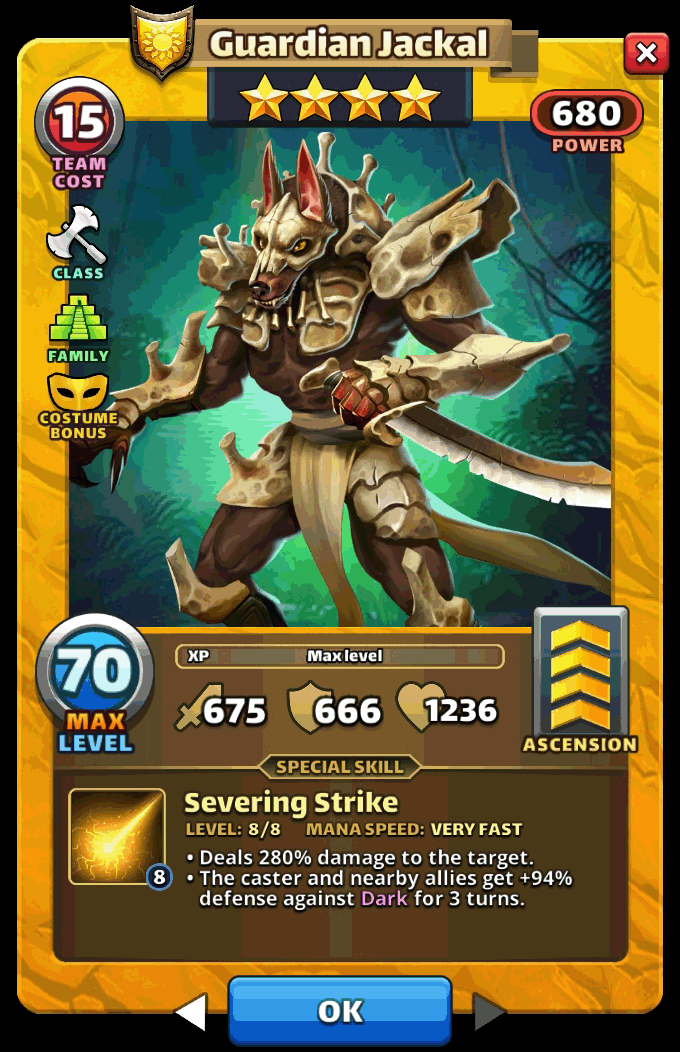 Guardian Jackal
15
TEAM
COST
680
POWER
CLASS
FAMILY
COSTUME
BONUS
70
MAX
LEVEL
XP Max level
675 666 1236
ASCENSION
SPECIAL SKILL
Severing Strike
LEVEL: 8/8 MANA SPEED: VERY FAST
8
• Deals 280% damage to the target.
• The caster and nearby allies get +94%
defense against Dark for 3 turns.
OK